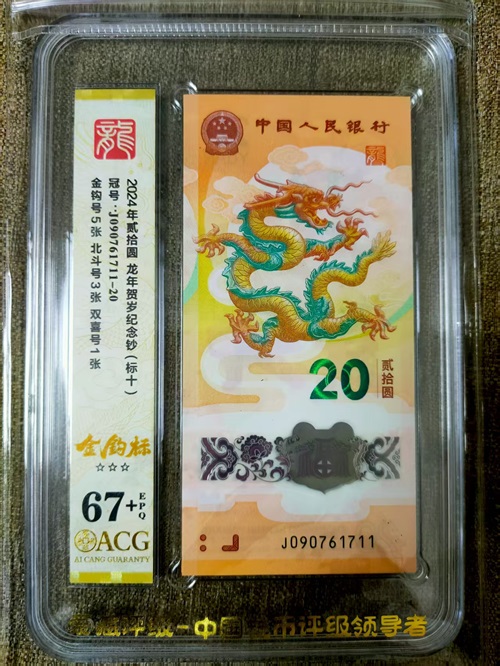 龍
2024年贰拾圆 龙年贺岁纪念钞（标十）
冠号:J090761711-20
金钩号5张 北斗号3张 双喜号1张
金钩标
67+
EPQ
ACG
AI CANG GUARANTY
中国人民银行
龍
20
贰拾圆
J090761711
藏评级-中国
币评级领导者